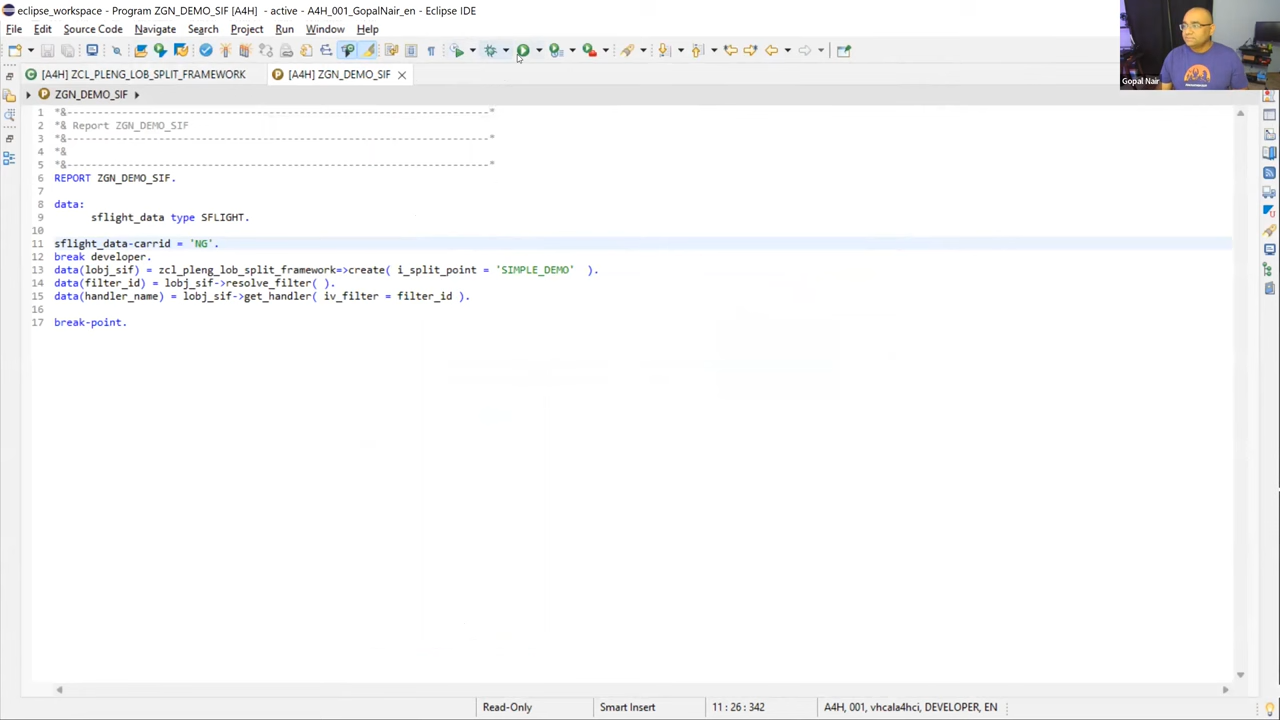 eclipse_workspace - Program ZGN_DEMO_SIF [A4H] - active - A4H_001_GopalNair_en - Eclipse IDE
File Edit Source Code Navigate Search Project Run Window Help
[A4H] ZCL_PLENG_LOB_SPLIT_FRAMEWORK [A4H] ZGN_DEMO_SIF
ZGN_DEMO_SIF
Gopal Nair
1 *&---------------------------------------------------------------------*
2 *& Report ZGN_DEMO_SIF
3 *&---------------------------------------------------------------------*
4 *&
5 *&---------------------------------------------------------------------*
6 REPORT ZGN_DEMO_SIF.
7
8 data:
9 sflight_data type SFLIGHT.
10
11 sflight_data-carrid = 'NG'.
12 break developer.
13 data(lobj_sif) = zcl_pleng_lob_split_framework=>create( i_split_point = 'SIMPLE_DEMO' ).
14 data(filter_id) = lobj_sif->resolve_filter( ).
15 data(handler_name) = lobj_sif->get_handler( iv_filter = filter_id ).
16
17 break-point.
Read-Only Smart Insert 11 : 26 : 342 A4H, 001, vhcala4hci, DEVELOPER, EN